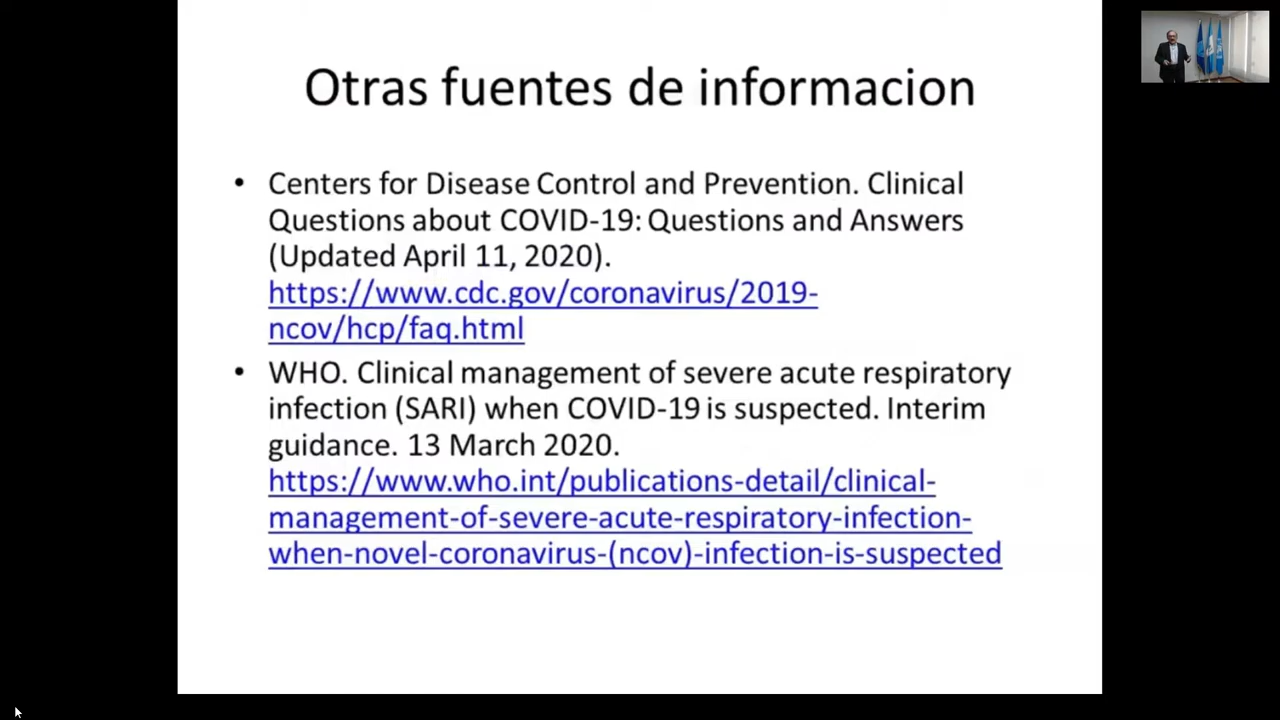 Otras fuentes de informacion
• Centers for Disease Control and Prevention. Clinical
Questions about COVID-19: Questions and Answers
(Updated April 11, 2020).
https://www.cdc.gov/coronavirus/2019-
ncov/hcp/faq.html
• WHO. Clinical management of severe acute respiratory
infection (SARI) when COVID-19 is suspected. Interim
guidance. 13 March 2020.
https://www.who.int/publications-detail/clinical-
management-of-severe-acute-respiratory-infection-
when-novel-coronavirus-(ncov)-infection-is-suspected